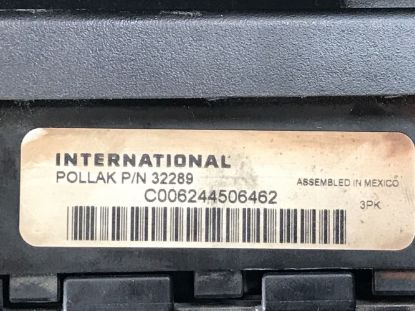 INTERNATIONAL
POLLAK P/N 32289
ASSEMBLED IN MEXICO
C006244506462
3PK